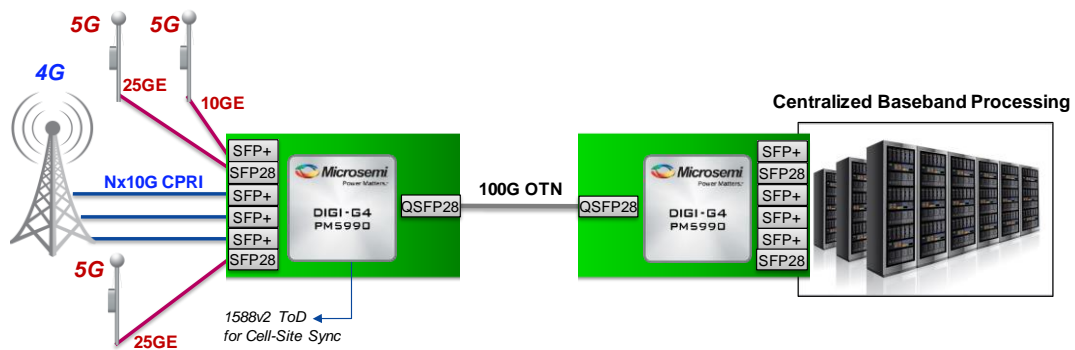 5G
5G
4G
25GE
10GE
Centralized Baseband Processing
SFP+
SFP28
SFP+
SFP+
SFP+
SFP28
Nx10G CPRI
Microsemi
Power Matters.
DIGI-G4
PM5990
QSFP28
100G OTN
QSFP28
Microsemi
Power Matters.
DIGI-G4
PM5990
SFP+
SFP28
SFP+
SFP+
SFP+
SFP28
5G
25GE
1588v2 ToD
for Cell-Site Sync